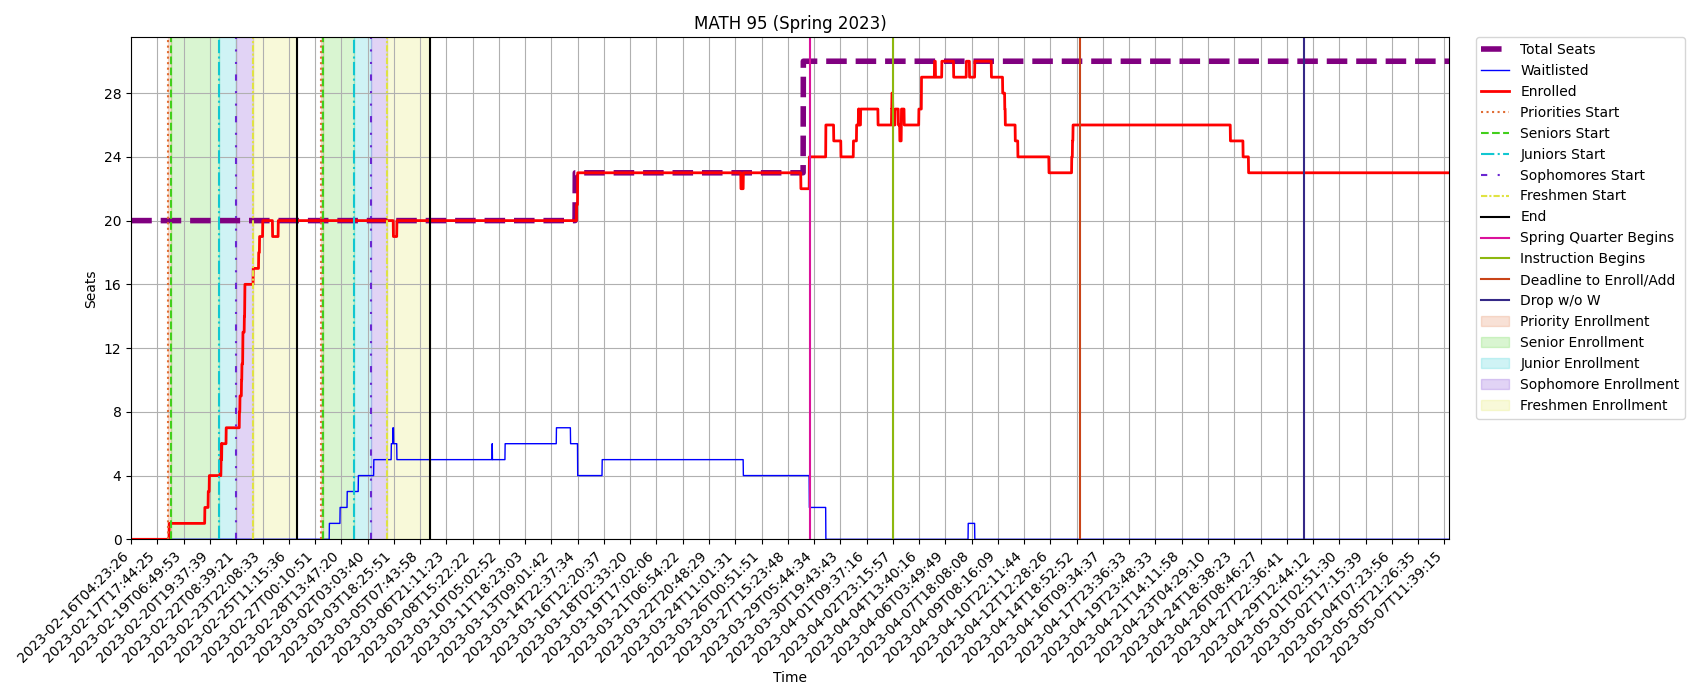 MATH 95 (Spring 2023)
Seats
28
24
20
16
12
8
4
0
2023-02-16T04:23:26
2023-02-17T17:44:25
2023-02-19T06:49:53
2023-02-20T19:37:39
2023-02-22T08:39:21
2023-02-23T22:08:33
2023-02-25T11:15:36
2023-02-27T00:10:51
2023-02-28T13:47:20
2023-03-02T03:03:40
2023-03-03T18:25:51
2023-03-05T07:43:58
2023-03-06T21:11:23
2023-03-08T15:22:22
2023-03-10T05:02:52
2023-03-11T18:23:03
2023-03-13T09:01:42
2023-03-14T22:37:34
2023-03-16T12:20:37
2023-03-18T02:33:20
2023-03-19T17:02:06
2023-03-21T06:54:22
2023-03-22T20:48:29
2023-03-24T11:01:31
2023-03-26T00:51:51
2023-03-27T15:23:48
2023-03-29T05:44:34
2023-03-30T19:43:43
2023-04-01T09:37:16
2023-04-02T23:15:57
2023-04-04T13:40:16
2023-04-06T03:49:49
2023-04-07T18:08:08
2023-04-09T08:16:09
2023-04-10T22:11:44
2023-04-12T12:28:26
2023-04-14T18:52:52
2023-04-16T09:34:37
2023-04-17T23:36:33
2023-04-19T23:48:33
2023-04-21T14:11:58
2023-04-23T04:29:10
2023-04-24T18:38:23
2023-04-26T08:46:27
2023-04-27T22:36:41
2023-04-29T12:44:12
2023-05-01T02:51:30
2023-05-02T17:15:39
2023-05-04T07:23:56
2023-05-05T21:26:35
2023-05-07T11:39:15
Time
Total Seats
Waitlisted
Enrolled
Priorities Start
Seniors Start
Juniors Start
Sophomores Start
Freshmen Start
End
Spring Quarter Begins
Instruction Begins
Deadline to Enroll/Add
Drop w/o W
Priority Enrollment
Senior Enrollment
Junior Enrollment
Sophomore Enrollment
Freshmen Enrollment